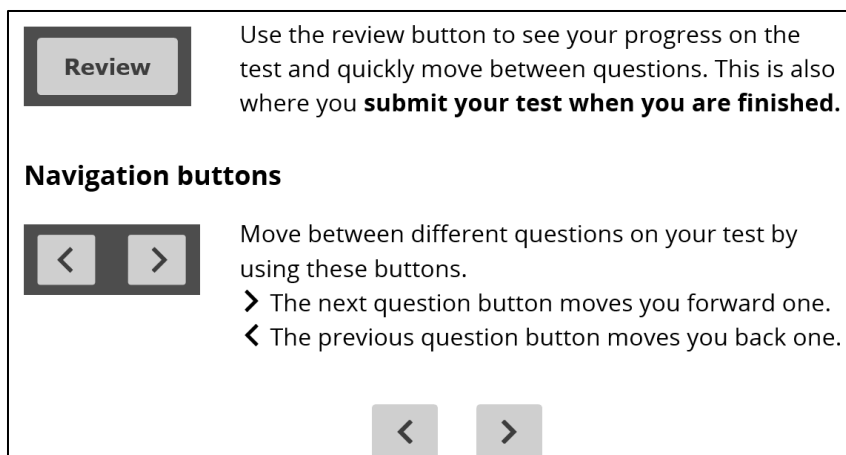 Review
Use the review button to see your progress on the
test and quickly move between questions. This is also
where you submit your test when you are finished.
Navigation buttons
Move between different questions on your test by
using these buttons.
The next question button moves you forward one.
The previous question button moves you back one.